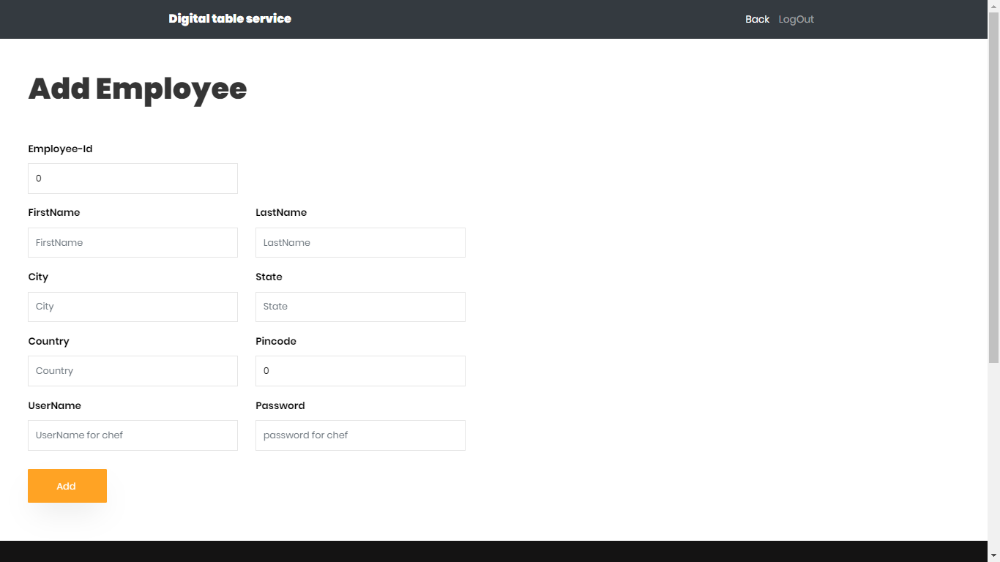 Digital table service
Back LogOut
Add Employee
Employee-Id
0
FirstName LastName
FirstName LastName
City State
City State
Country Pincode
Country 0
UserName Password
UserName for chef password for chef
Add